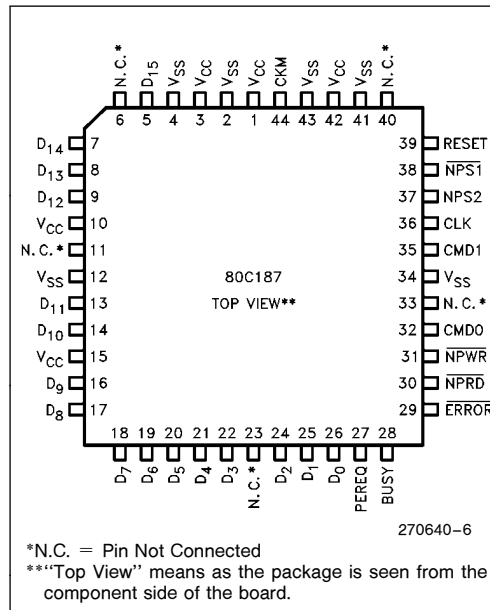 N.C.* D15 VSS VCC VSS VCC CKM VSS VCC VSS N.C.*
6 5 4 3 2 1 44 43 42 41 40
D14 7 39 RESET
D13 8 38 N̅P̅S̅1̅
D12 9 37 NPS2
VCC 10 36 CLK
N.C.* 11 35 CMD1
VSS 12 34 VSS
80C187
D11 13 33 N.C.*
TOP VIEW**
D10 14 32 CMD0
VCC 15 31 N̅P̅W̅R̅
D9 16 30 N̅P̅R̅D̅
D8 17 29 E̅R̅R̅O̅R̅
18 19 20 21 22 23 24 25 26 27 28
D7 D6 D5 D4 D3 N.C.* D2 D1 D0 PEREQ BUSY
270640–6
*N.C. = Pin Not Connected
**“Top View” means as the package is seen from the
component side of the board.